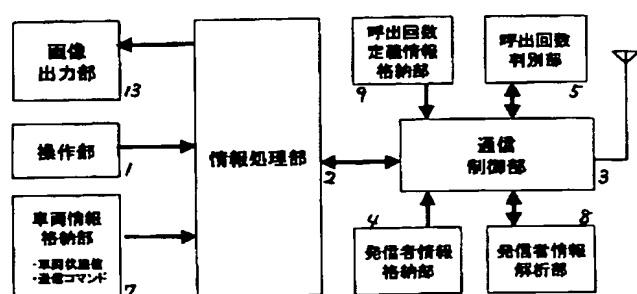 画像
出力部
13
操作部
1
車両情報
格納部
・車両状態値
・通信コマンド
7
情報処理部
2
呼出回数
定義情報
格納部
9
呼出回数
判別部
5
通信
制御部
3
4
発信者情報
格納部
8
発信者情報
解析部